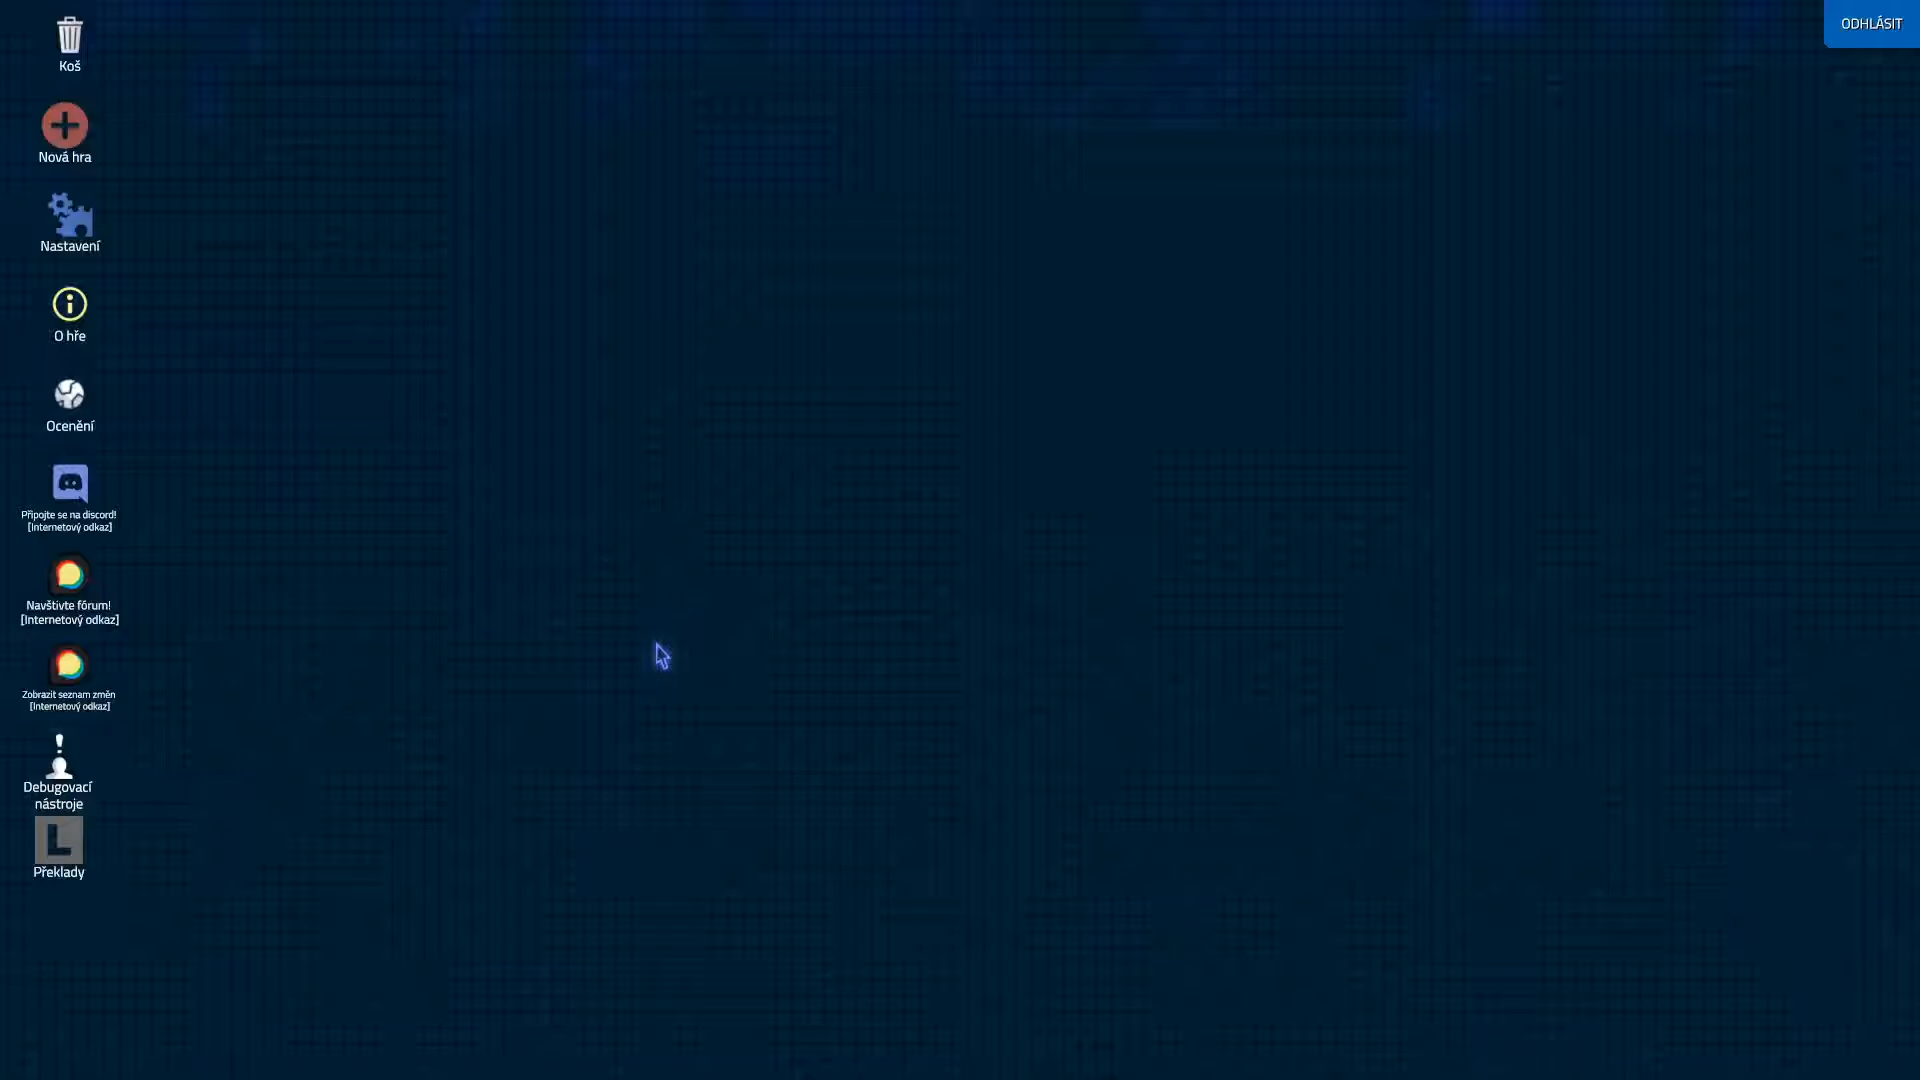 ODHLÁSIT
Koš
Nová hra
Nastavení
O hře
Ocenění
Připojte se na discord!
[Internetový odkaz]
Navštivte fórum!
[Internetový odkaz]
Zobrazit seznam změn
[Internetový odkaz]
Debugovací
nástroje
L
Překlady